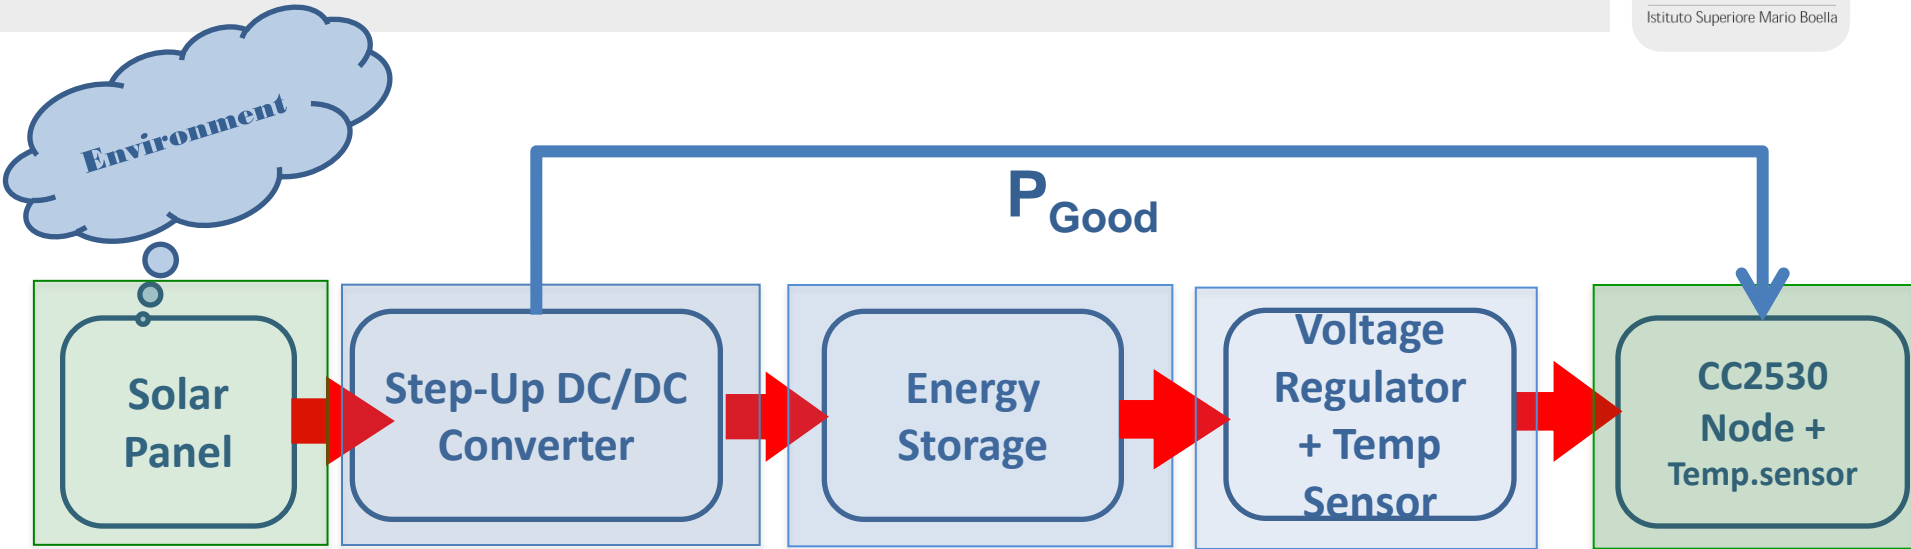 Istituto Superiore Mario Boella
Environment
P_Good
Solar
Panel
Step-Up DC/DC
Converter
Energy
Storage
Voltage
Regulator
+ Temp
Sensor
CC2530
Node +
Temp.sensor